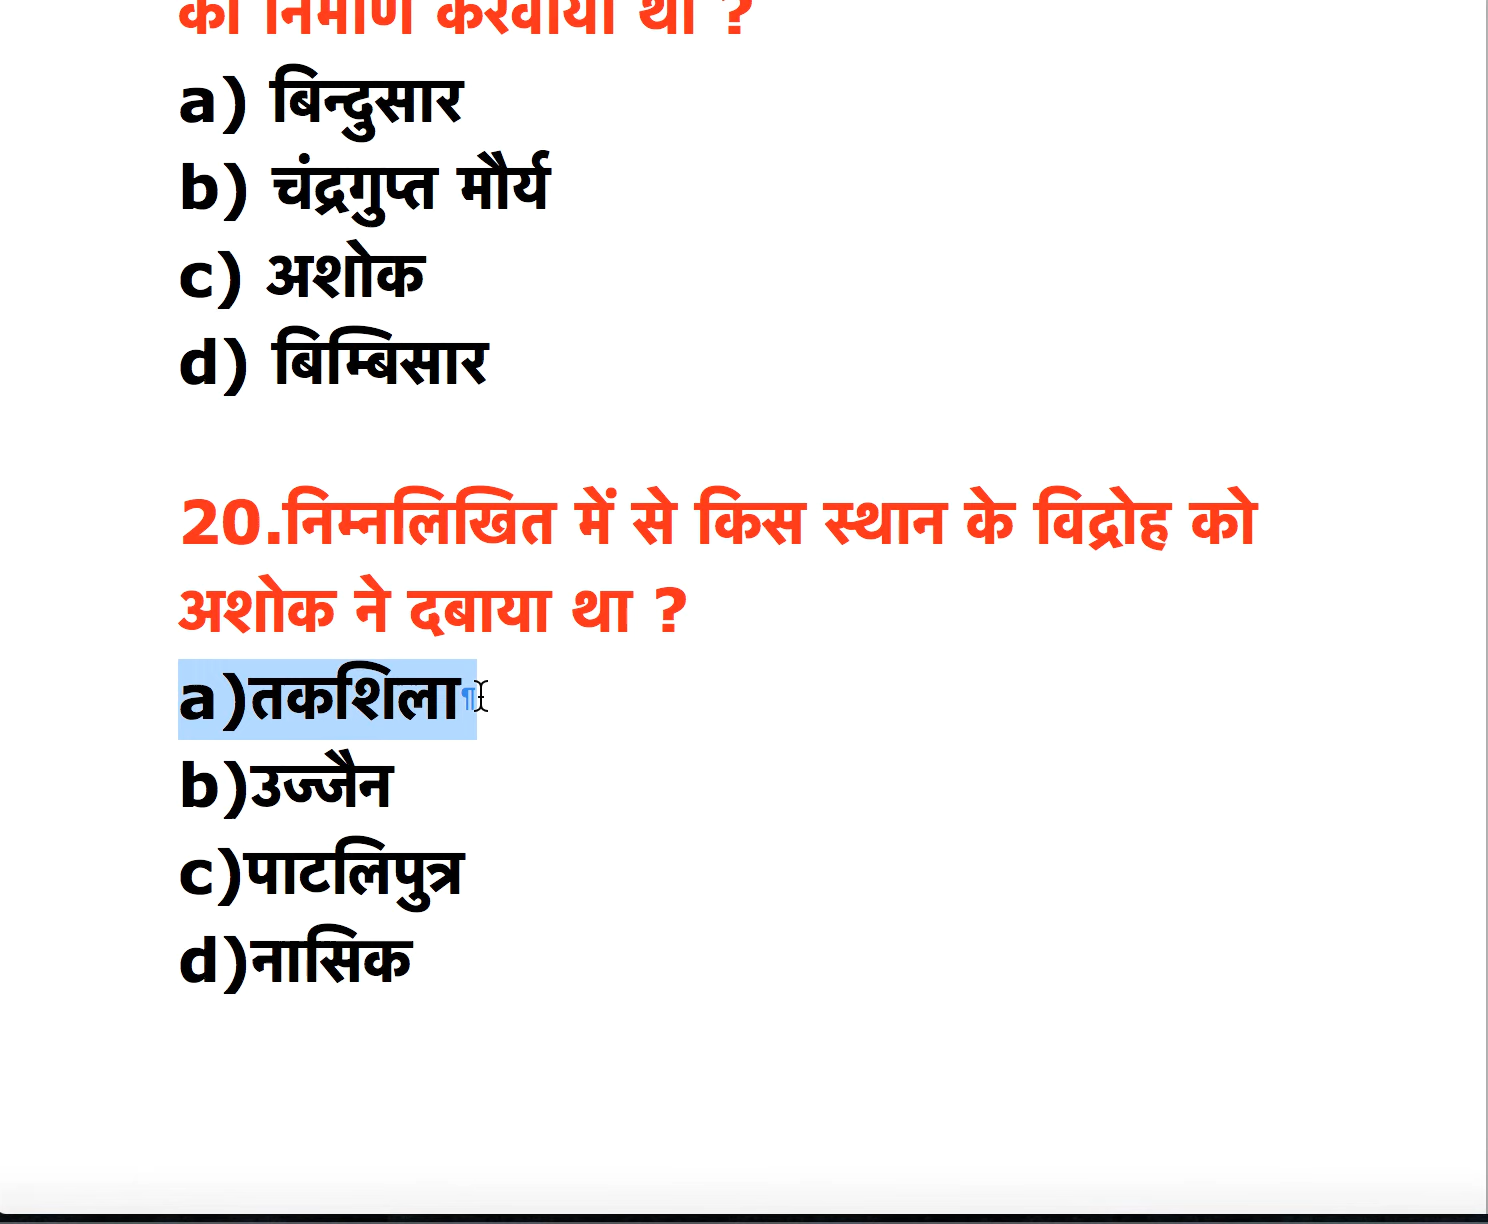 का निर्माण करवाया था ?
a) बिन्दुसार
b) चंद्रगुप्त मौर्य
c) अशोक
d) बिम्बिसार
20.निम्नलिखित में से किस स्थान के विद्रोह को
अशोक ने दबाया था ?
a)तकशिला¶
b)उज्जैन
c)पाटलिपुत्र
d)नासिक